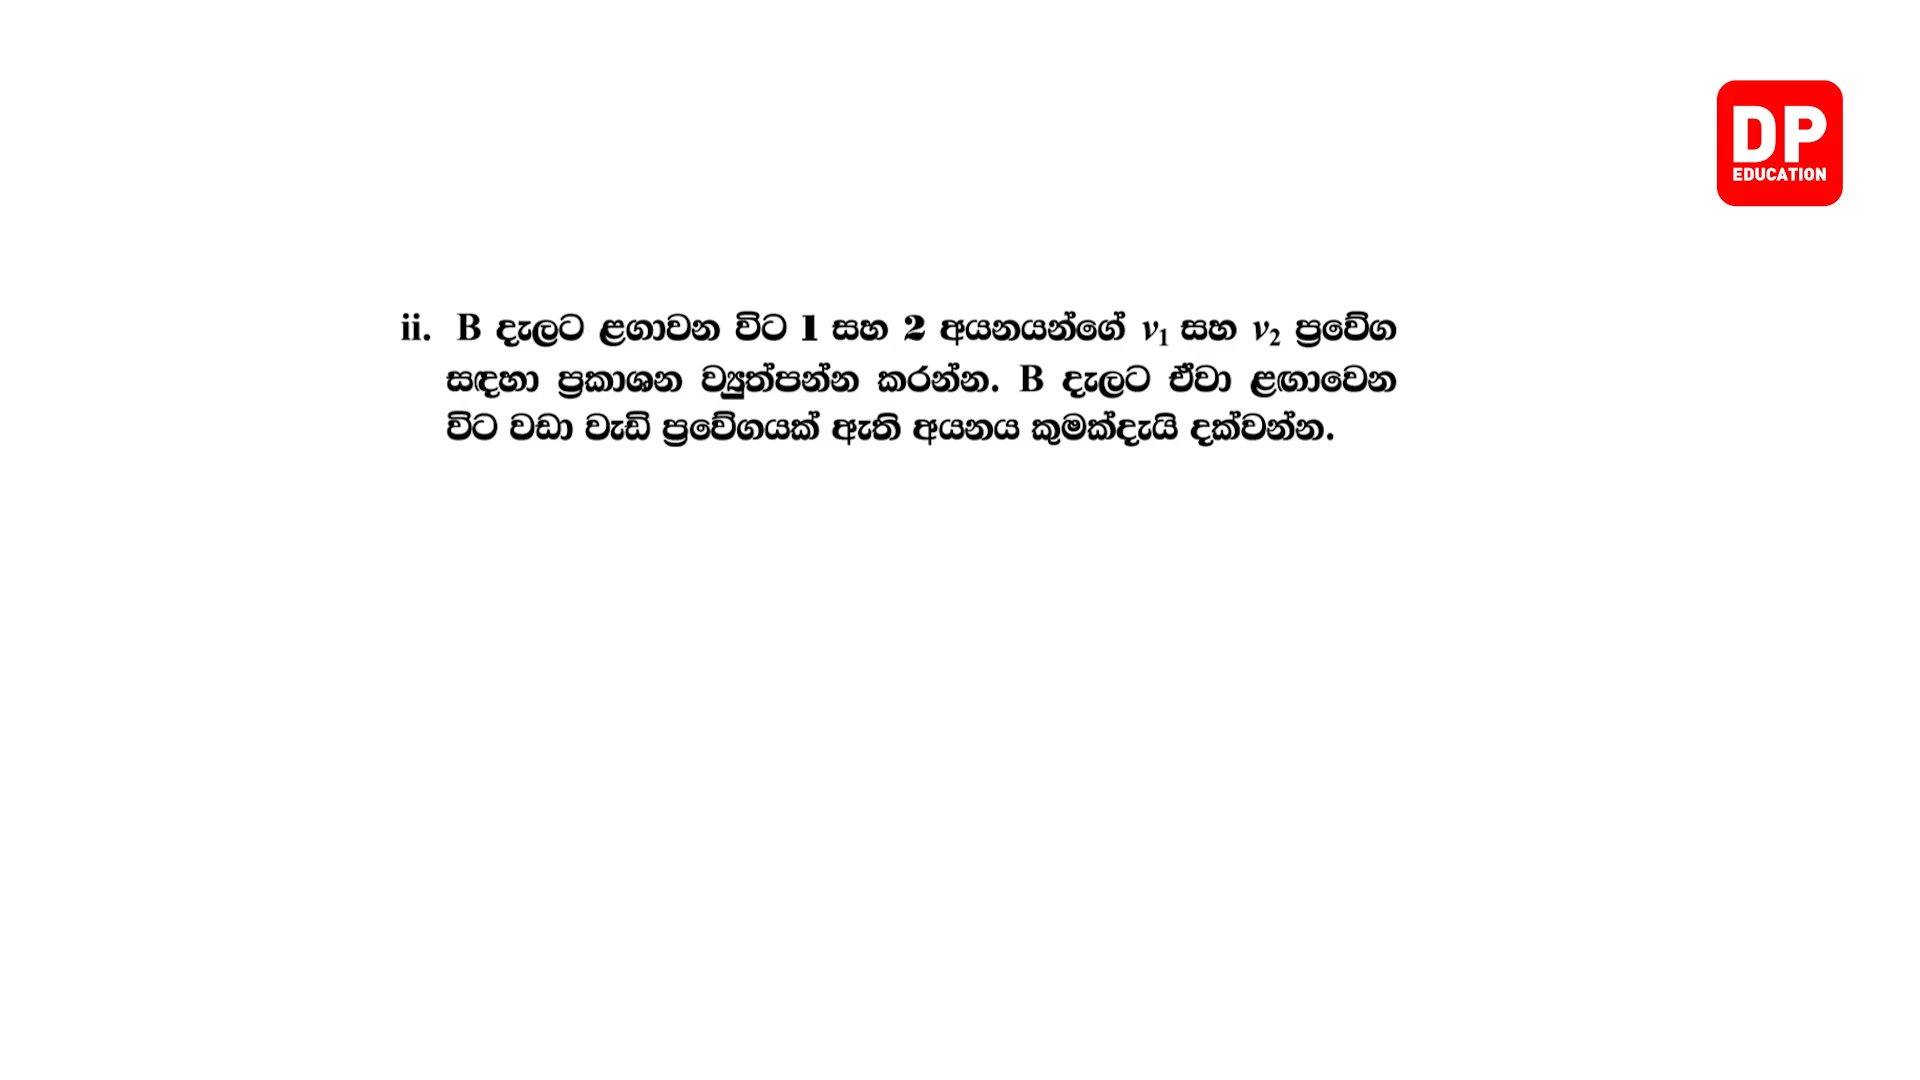 DP
EDUCATION
ii. B දැලට ළගාවන විට 1 සහ 2 අයනයන්ගේ v₁ සහ v₂ ප්‍රවේග
සඳහා ප්‍රකාශන ව්‍යුත්පන්න කරන්න. B දැලට ඒවා ළඟාවෙන
විට වඩා වැඩි ප්‍රවේගයක් ඇති අයනය කුමක්දැයි දක්වන්න.